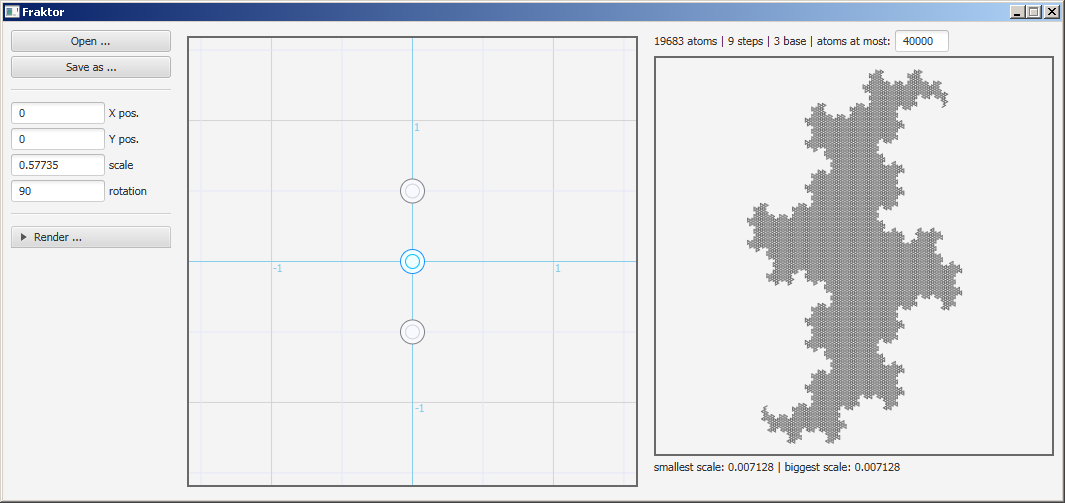 Fraktor
Open ...
Save as ...
0 X pos.
0 Y pos.
0.57735 scale
90 rotation
Render ...
1
-1 1
-1
19683 atoms | 9 steps | 3 base | atoms at most: 40000
smallest scale: 0.007128 | biggest scale: 0.007128